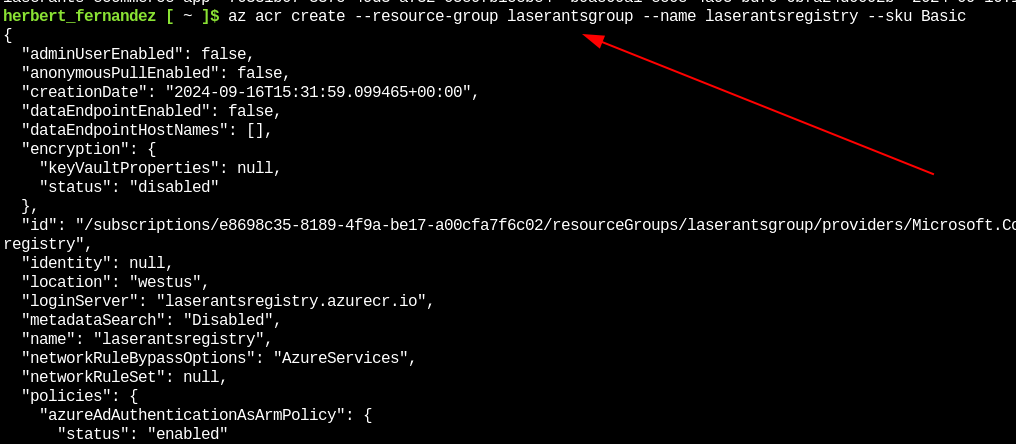 herbert_fernandez [ ~ ]$ az acr create --resource-group laserantsgroup --name laserantsregistry --sku Basic
{
  "adminUserEnabled": false,
  "anonymousPullEnabled": false,
  "creationDate": "2024-09-16T15:31:59.099465+00:00",
  "dataEndpointEnabled": false,
  "dataEndpointHostNames": [],
  "encryption": {
    "keyVaultProperties": null,
    "status": "disabled"
  },
  "id": "/subscriptions/e8698c35-8189-4f9a-be17-a00cfa7f6c02/resourceGroups/laserantsgroup/providers/Microsoft.Co
registry",
  "identity": null,
  "location": "westus",
  "loginServer": "laserantsregistry.azurecr.io",
  "metadataSearch": "Disabled",
  "name": "laserantsregistry",
  "networkRuleBypassOptions": "AzureServices",
  "networkRuleSet": null,
  "policies": {
    "azureAdAuthenticationAsArmPolicy": {
      "status": "enabled"